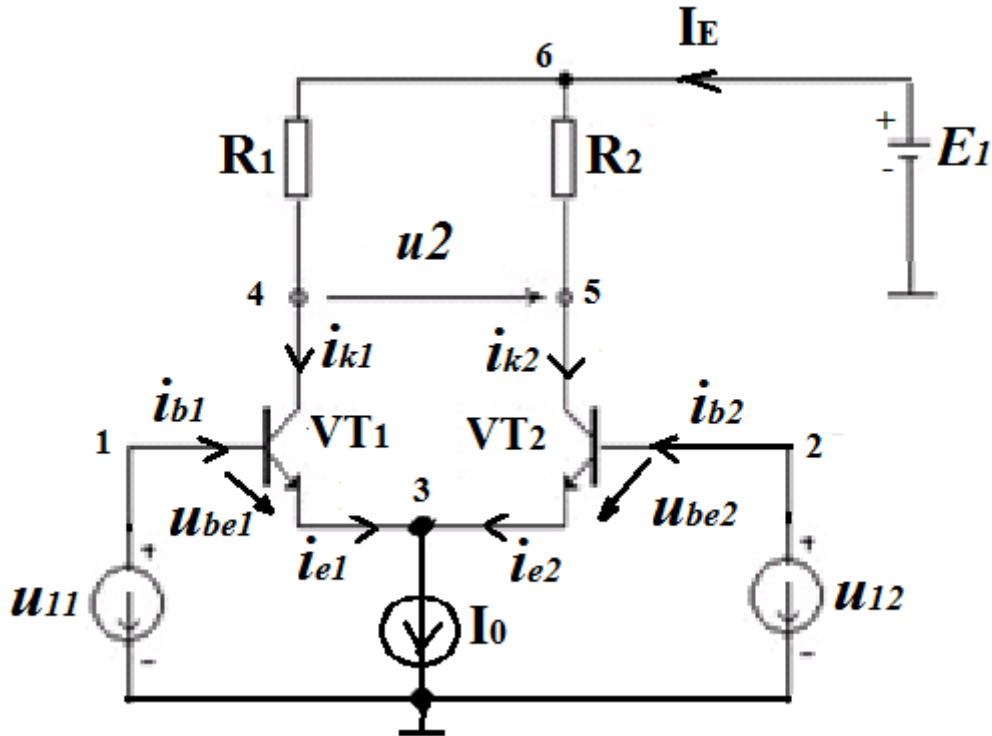 I_E
6
R1
R2
+
-
E1
u2
4
5
ik1
ik2
ib1
VT1
VT2
ib2
1
2
3
ube1
ube2
ie1
ie2
+
+
u11
I0
u12
-
-